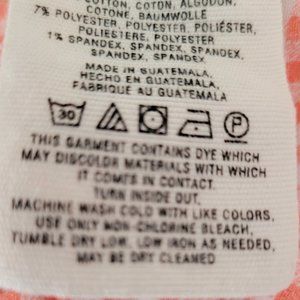 COTTON, COTON, ALGODÓN,
COTONE, BAUMWOLLE
7% POLYESTER, POLYESTER, POLIÉSTER,
POLIESTERE, POLYESTER
1% SPANDEX, SPANDEX, SPANDEX,
SPANDEX, SPANDEX
MADE IN GUATEMALA,
HECHO EN GUATEMALA,
FABRIQUÉ AU GUATEMALA
30 P
THIS GARMENT CONTAINS DYE WHICH
MAY DISCOLOR MATERIALS WITH WHICH
IT COMES IN CONTACT.
TURN INSIDE OUT.
MACHINE WASH COLD WITH LIKE COLORS.
USE ONLY NON-CHLORINE BLEACH.
TUMBLE DRY LOW. LOW IRON AS NEEDED.
MAY BE DRY CLEANED